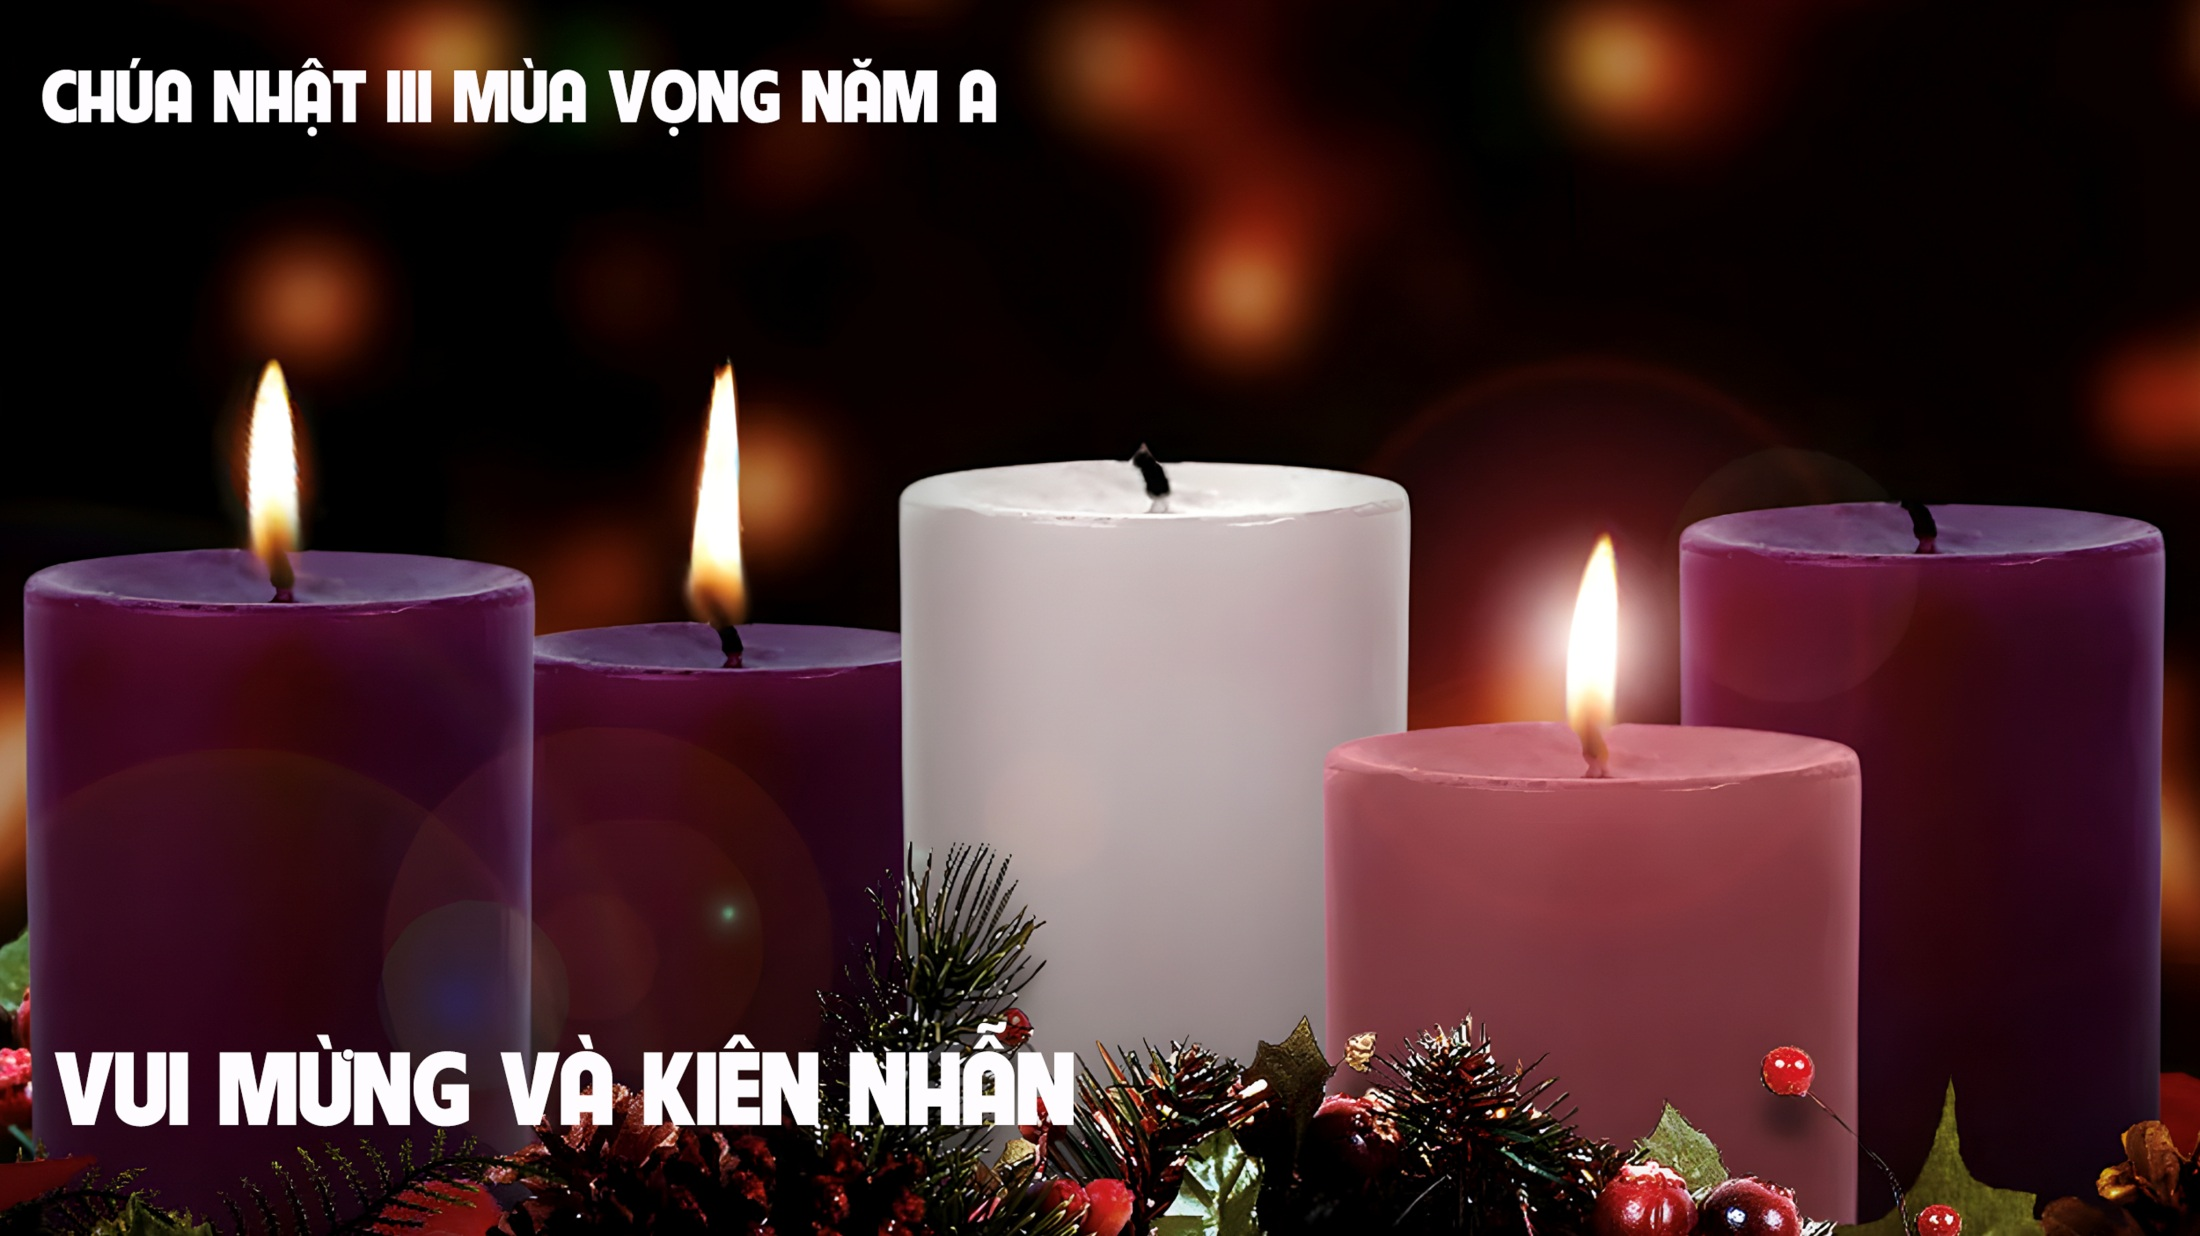 CHÚA NHẬT III MÙA VỌNG NĂM A
VUI MỪNG VÀ KIÊN NHẪN